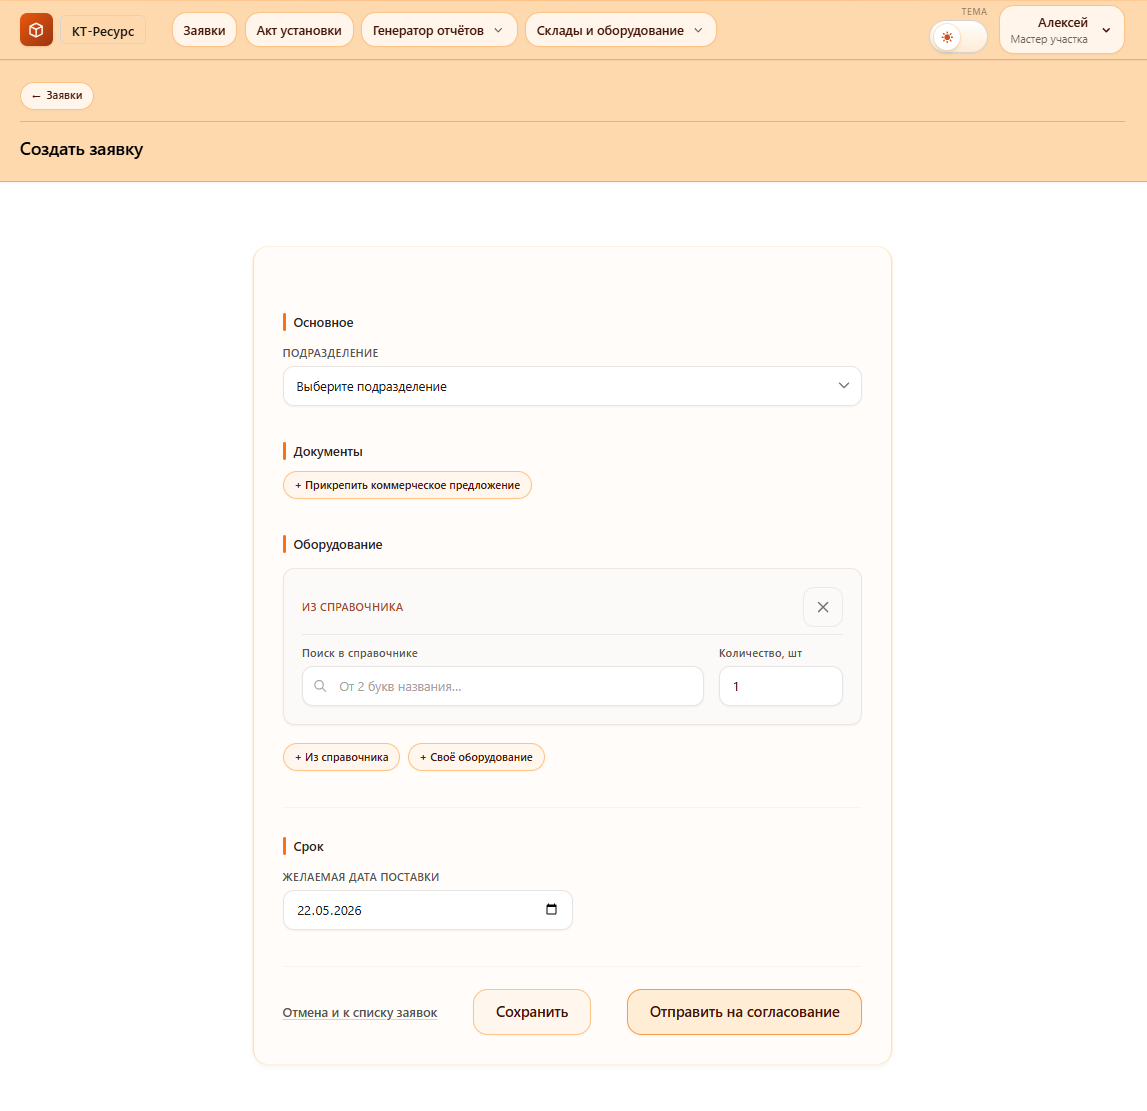 КТ-Ресурс
Заявки
Акт установки
Генератор отчётов
Склады и оборудование
ТЕМА
Алексей
Мастер участка
← Заявки
Создать заявку
Основное
ПОДРАЗДЕЛЕНИЕ
Выберите подразделение
Документы
+ Прикрепить коммерческое предложение
Оборудование
ИЗ СПРАВОЧНИКА
Поиск в справочнике
Количество, шт
От 2 букв названия...
1
+ Из справочника
+ Своё оборудование
Срок
ЖЕЛАЕМАЯ ДАТА ПОСТАВКИ
22.05.2026
Отмена и к списку заявок
Сохранить
Отправить на согласование